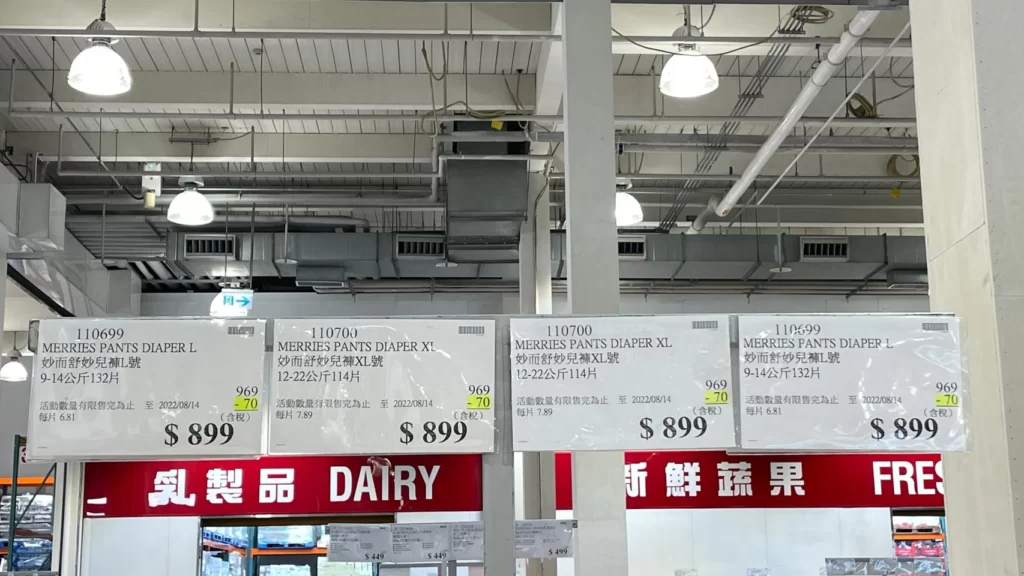 110699
MERRIES PANTS DIAPER L
妙而舒妙兒褲L號
9-14公斤132片
969
-70
活動數量有限售完為止 至 2022/08/14
(含稅)
每片 6.81
$ 899
110700
MERRIES PANTS DIAPER XL
妙而舒妙兒褲XL號
12-22公斤114片
969
-70
活動數量有限售完為止 至 2022/08/14
(含稅)
每片 7.89
$ 899
110700
MERRIES PANTS DIAPER XL
妙而舒妙兒褲XL號
12-22公斤114片
969
-70
活動數量有限售完為止 至 2022/08/14
(含稅)
每片 7.89
$ 899
110699
MERRIES PANTS DIAPER L
妙而舒妙兒褲L號
9-14公斤132片
969
-70
活動數量有限售完為止 至 2022/08/14
(含稅)
每片 6.81
$ 899
乳製品 DAIRY
新鮮蔬果 FRES
$ 449
$ 449
$ 499